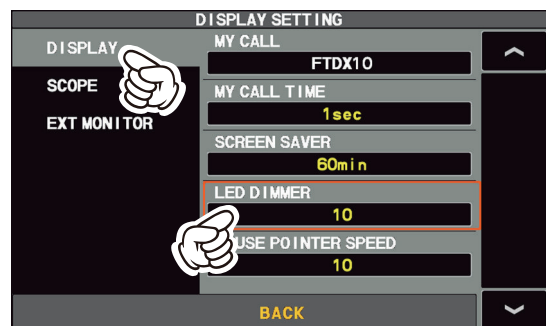 DISPLAY SETTING
DISPLAY
SCOPE
EXT MONITOR
MY CALL
FTDX10
MY CALL TIME
1sec
SCREEN SAVER
60min
LED DIMMER
10
USE POINTER SPEED
10
BACK